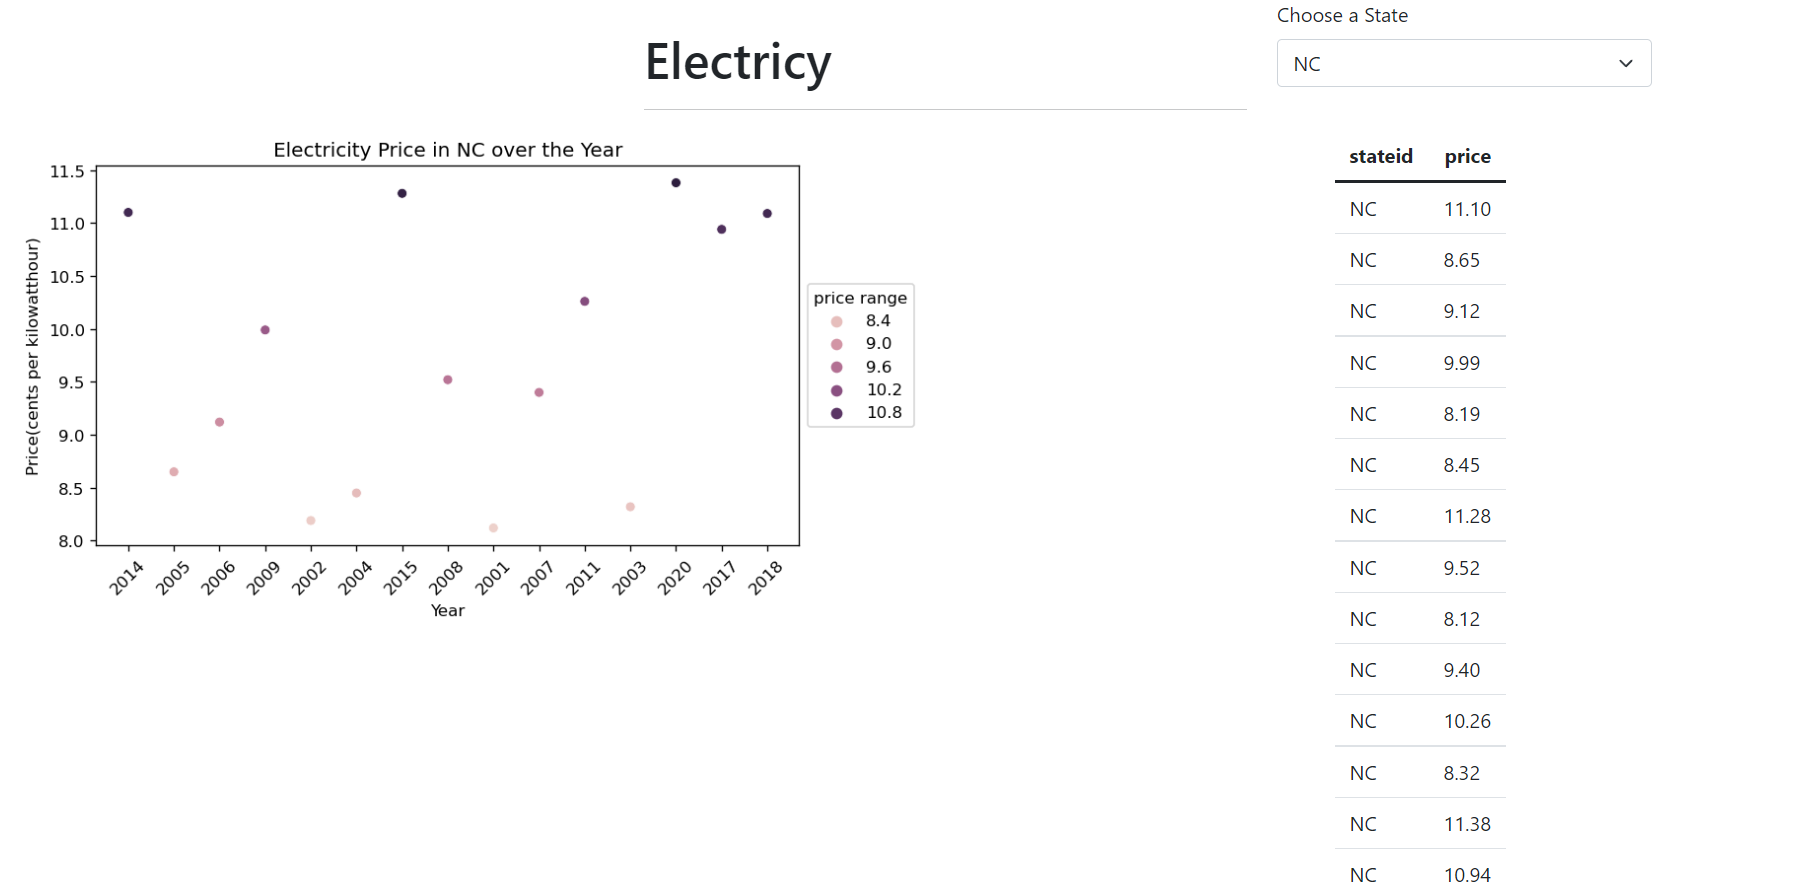 Choose a State
Electricy
NC
Electricity Price in NC over the Year
11.5
11.0
10.5
10.0
9.5
9.0
8.5
8.0
Price(cents per kilowatthour)
2014 2005 2006 2009 2002 2004 2015 2008 2001 2007 2011 2003 2020 2017 2018
Year
price range
8.4
9.0
9.6
10.2
10.8
stateid price
NC 11.10
NC 8.65
NC 9.12
NC 9.99
NC 8.19
NC 8.45
NC 11.28
NC 9.52
NC 8.12
NC 9.40
NC 10.26
NC 8.32
NC 11.38
NC 10.94